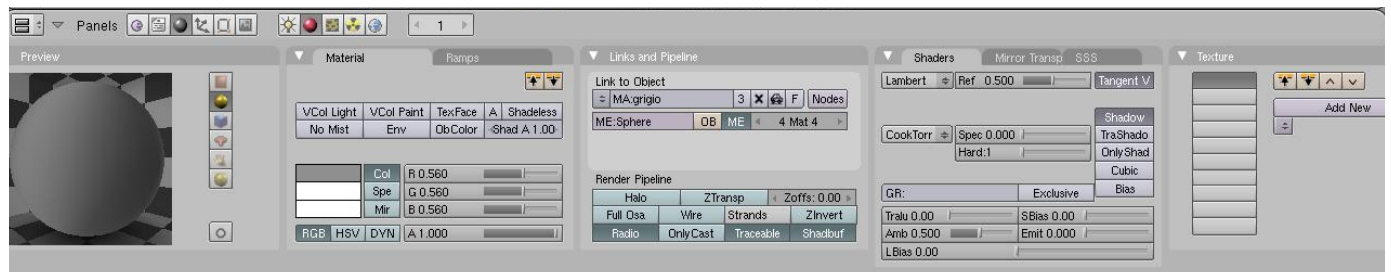 Panels 1
Preview
Material Ramps
VCol Light VCol Paint TexFace A Shadeless
No Mist Env ObColor Shad A 1.00
Col R 0.560
Spe G 0.560
Mir B 0.560
RGB HSV DYN A 1.000
Links and Pipeline
Link to Object
MA:grigio 3 F Nodes
ME:Sphere OB ME 4 Mat 4
Render Pipeline
Halo ZTransp Zoffs: 0.00
Full Osa Wire Strands ZInvert
Radio OnlyCast Traceable Shadbuf
Shaders Mirror Transp SSS
Lambert Ref 0.500 Tangent V
Shadow
CookTorr Spec 0.000 TraShado
Hard:1 OnlyShad
Cubic
GR: Exclusive Bias
Tralu 0.00 SBias 0.00
Amb 0.500 Emit 0.000
LBias 0.00
Texture
Add New